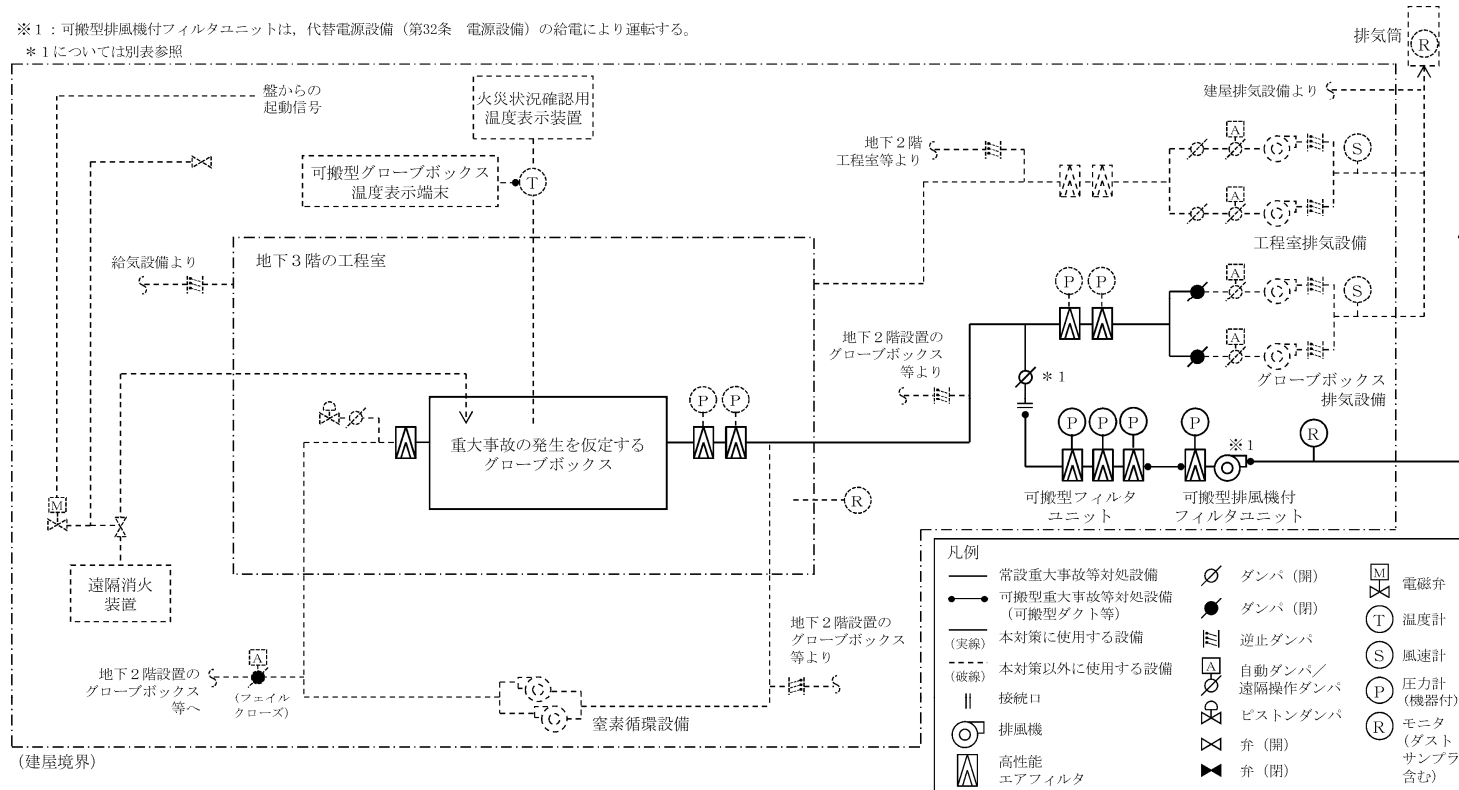 ※１：可搬型排風機付フィルタユニットは，代替電源設備（第32条　電源設備）の給電により運転する。
＊１については別表参照
排気筒
R
建屋排気設備より
盤からの
起動信号
火災状況確認用
温度表示装置
可搬型グローブボックス
温度表示端末
T
地下２階
工程室等より
A
S
A
工程室排気設備
給気設備より
地下３階の工程室
P
P
A
S
A
グローブボックス
排気設備
地下２階設置の
グローブボックス
等より
＊１
重大事故の発生を仮定する
グローブボックス
P
P
P
P
P
P
※１
R
可搬型フィルタ
ユニット
可搬型排風機付
フィルタユニット
R
M
遠隔消火
装置
地下２階設置の
グローブボックス
等へ
A
（フェイル
クローズ）
窒素循環設備
地下２階設置の
グローブボックス
等より
（建屋境界）
凡例
常設重大事故等対処設備
可搬型重大事故等対処設備
（可搬型ダクト等）
（実線）
本対策に使用する設備
（破線）
本対策以外に使用する設備
接続口
排風機
高性能
エアフィルタ
ダンパ（開）
ダンパ（閉）
逆止ダンパ
A
自動ダンパ／
遠隔操作ダンパ
ピストンダンパ
弁（開）
弁（閉）
M
電磁弁
T
温度計
S
風速計
P
圧力計
（機器付）
R
モニタ
（ダスト
サンプラ
含む）